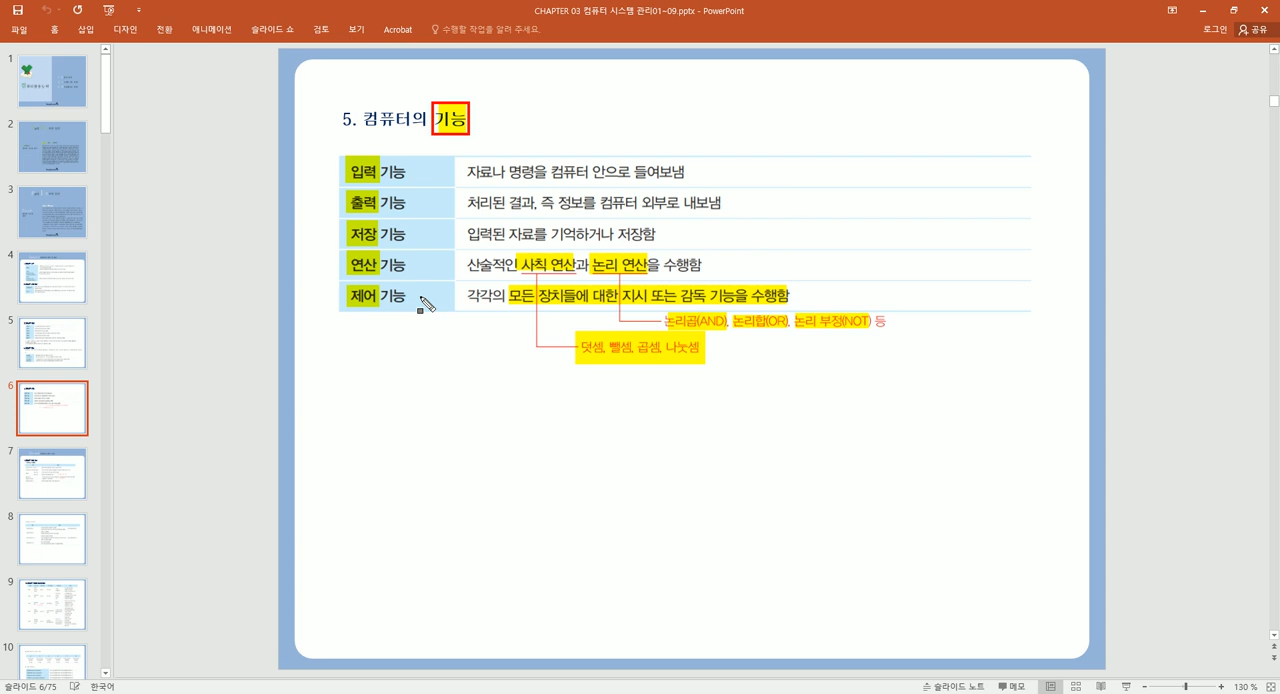 CHAPTER 03 컴퓨터 시스템 관리01~09.pptx - PowerPoint
파일 홈 삽입 디자인 전환 애니메이션 슬라이드 쇼 검토 보기 Acrobat 수행할 작업을 알려 주세요. 로그인 공유
1
2
3
4
5
6
7
8
9
10
5. 컴퓨터의 기능
입력 기능 자료나 명령을 컴퓨터 안으로 들여보냄
출력 기능 처리된 결과, 즉 정보를 컴퓨터 외부로 내보냄
저장 기능 입력된 자료를 기억하거나 저장함
연산 기능 산술적인 사칙 연산과 논리 연산을 수행함
제어 기능 각각의 모든 장치들에 대한 지시 또는 감독 기능을 수행함
논리곱(AND), 논리합(OR), 논리 부정(NOT) 등
덧셈, 뺄셈, 곱셈, 나눗셈
슬라이드 6/75 한국어 슬라이드 노트 메모 130 %